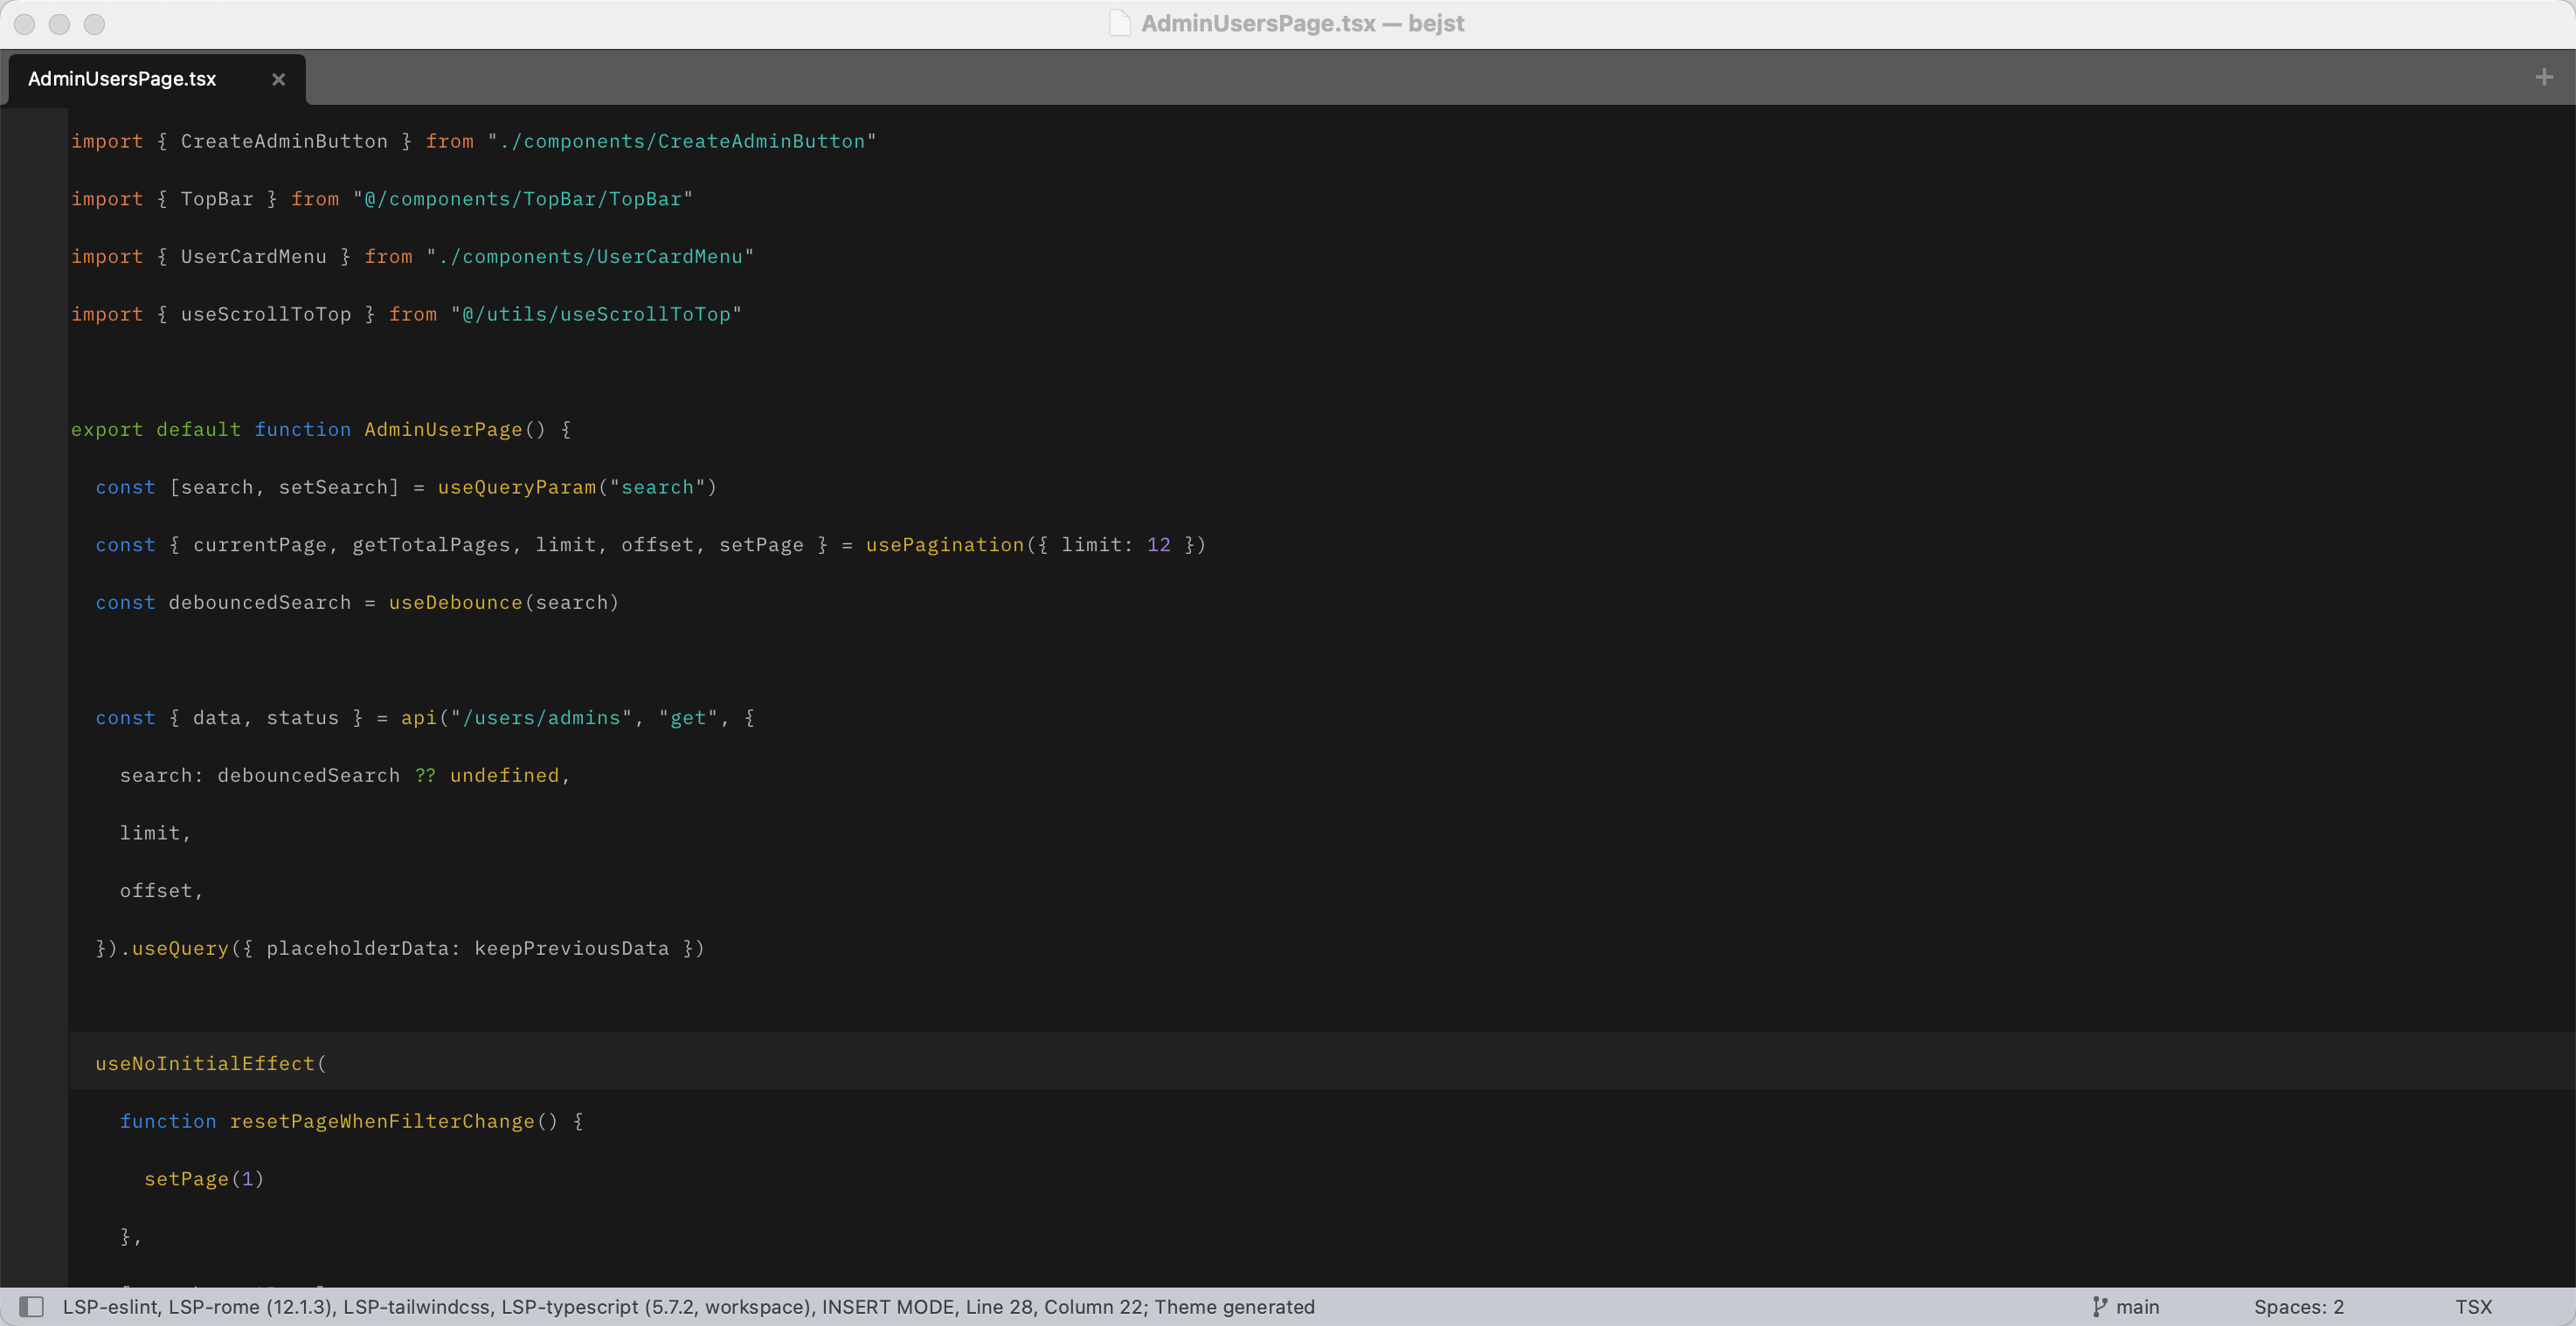 AdminUsersPage.tsx — bejst
AdminUsersPage.tsx
import { CreateAdminButton } from "./components/CreateAdminButton"
import { TopBar } from "@/components/TopBar/TopBar"
import { UserCardMenu } from "./components/UserCardMenu"
import { useScrollToTop } from "@/utils/useScrollToTop"
export default function AdminUserPage() {
  const [search, setSearch] = useQueryParam("search")
  const { currentPage, getTotalPages, limit, offset, setPage } = usePagination({ limit: 12 })
  const debouncedSearch = useDebounce(search)
  const { data, status } = api("/users/admins", "get", {
    search: debouncedSearch ?? undefined,
    limit,
    offset,
  }).useQuery({ placeholderData: keepPreviousData })
  useNoInitialEffect(
    function resetPageWhenFilterChange() {
      setPage(1)
    },
LSP-eslint, LSP-rome (12.1.3), LSP-tailwindcss, LSP-typescript (5.7.2, workspace), INSERT MODE, Line 28, Column 22; Theme generated
main
Spaces: 2
TSX